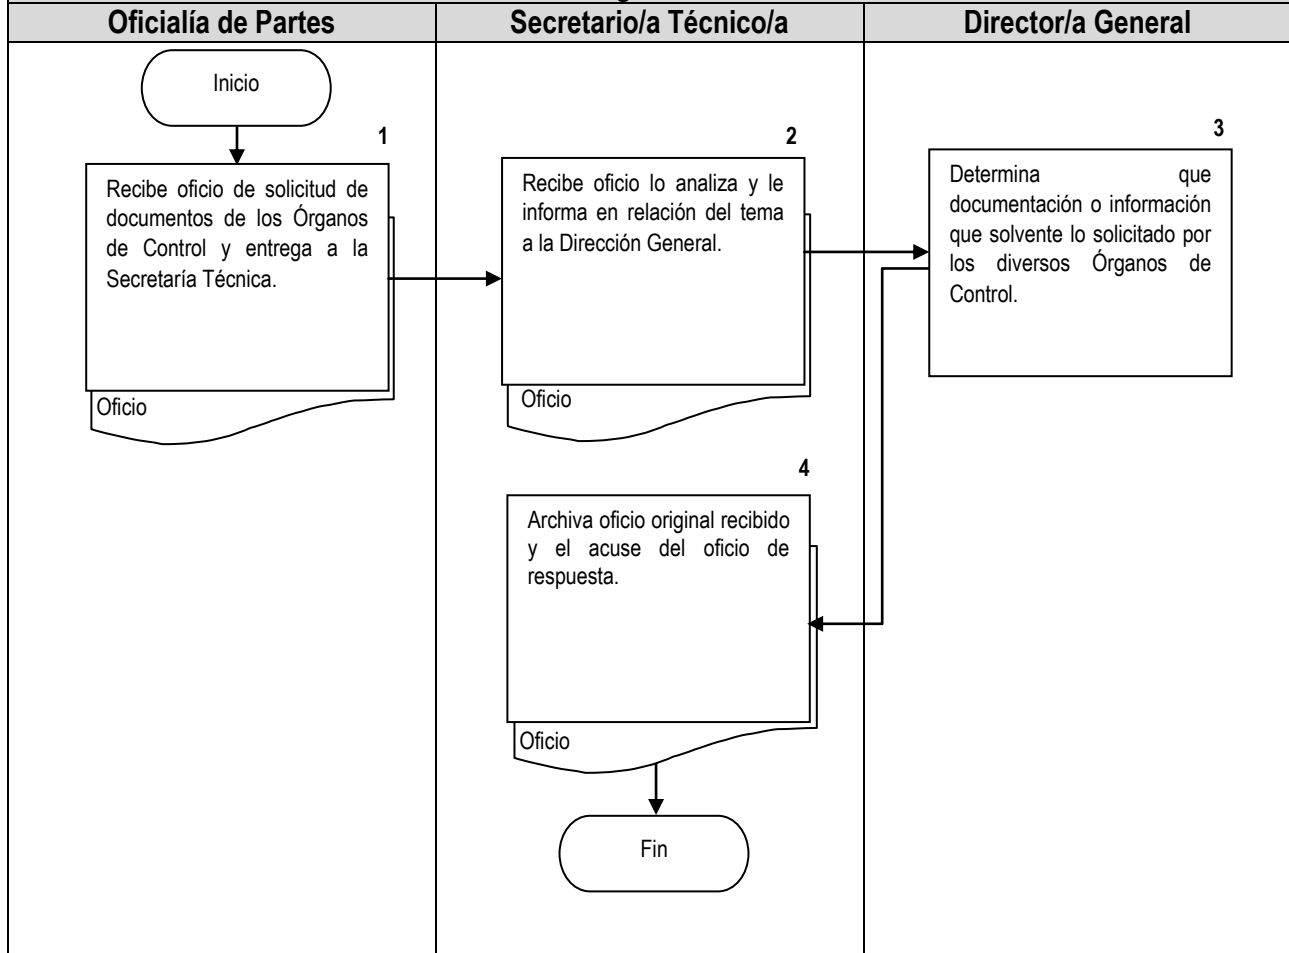 Oficialía de Partes
Secretario/a Técnico/a
Director/a General
Inicio
1
Recibe oficio de solicitud de
documentos de los Órganos
de Control y entrega a la
Secretaría Técnica.
Oficio
2
Recibe oficio lo analiza y le
informa en relación del tema
a la Dirección General.
Oficio
3
Determina que
documentación o información
que solvente lo solicitado por
los diversos Órganos de
Control.
4
Archiva oficio original recibido
y el acuse del oficio de
respuesta.
Oficio
Fin